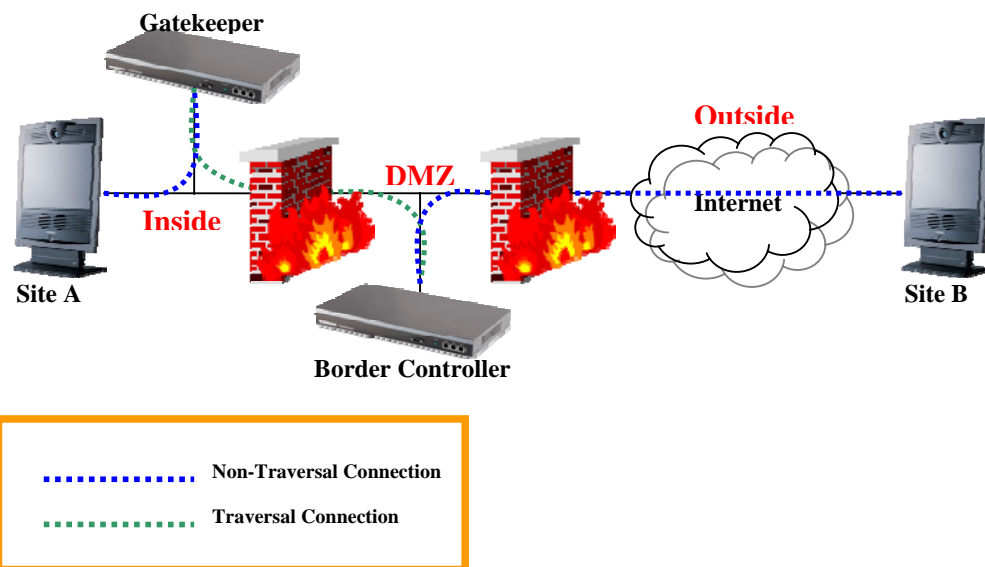 Gatekeeper
Outside
DMZ
Internet
Inside
Site A
Site B
Border Controller
Non-Traversal Connection
Traversal Connection